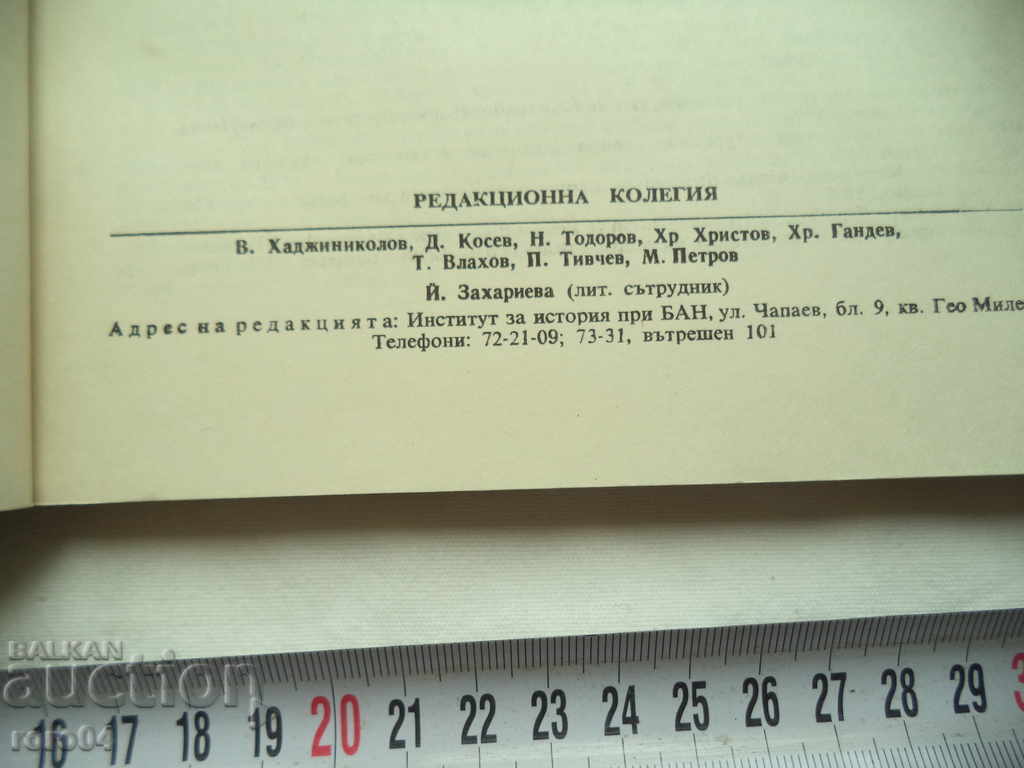 РЕДАКЦИОННА КОЛЕГИЯ
В. Хаджиниколов, Д. Косев, Н. Тодоров, Хр Христов, Хр. Гандев,
Т. Влахов, П. Тивчев, М. Петров
Й. Захариева (лит. сътрудник)
Адрес на редакцията: Институт за история при БАН, ул. Чапаев, бл. 9, кв. Гео Миле
Телефони: 72-21-09; 73-31, вътрешен 101
BALKAN
auction
16 17 18 19 20 21 22 23 24 25 26 27 28 29 3
roro04